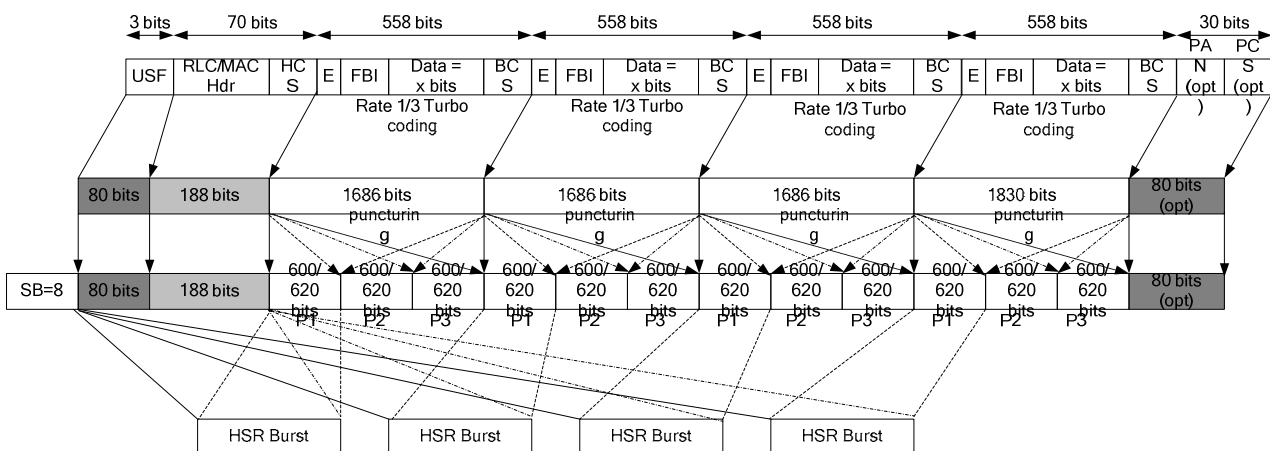 3 bits 70 bits 558 bits 558 bits 558 bits 558 bits 30 bits
USF RLC/MAC Hdr HC S E FBI Data = x bits BC S E FBI Data = x bits BC S E FBI Data = x bits BC S E FBI Data = x bits BC S PA N (opt ) PC S (opt )
Rate 1/3 Turbo coding Rate 1/3 Turbo coding Rate 1/3 Turbo coding Rate 1/3 Turbo coding
80 bits 188 bits 1686 bits puncturin g 1686 bits puncturin g 1686 bits puncturin g 1830 bits puncturin g 80 bits (opt)
SB=8 80 bits 188 bits 600/ 620 bits P1 600/ 620 bits P2 600/ 620 bits P3 600/ 620 bits P1 600/ 620 bits P2 600/ 620 bits P3 600/ 620 bits P1 600/ 620 bits P2 600/ 620 bits P3 600/ 620 bits P1 600/ 620 bits P2 600/ 620 bits P3 80 bits (opt)
HSR Burst HSR Burst HSR Burst HSR Burst